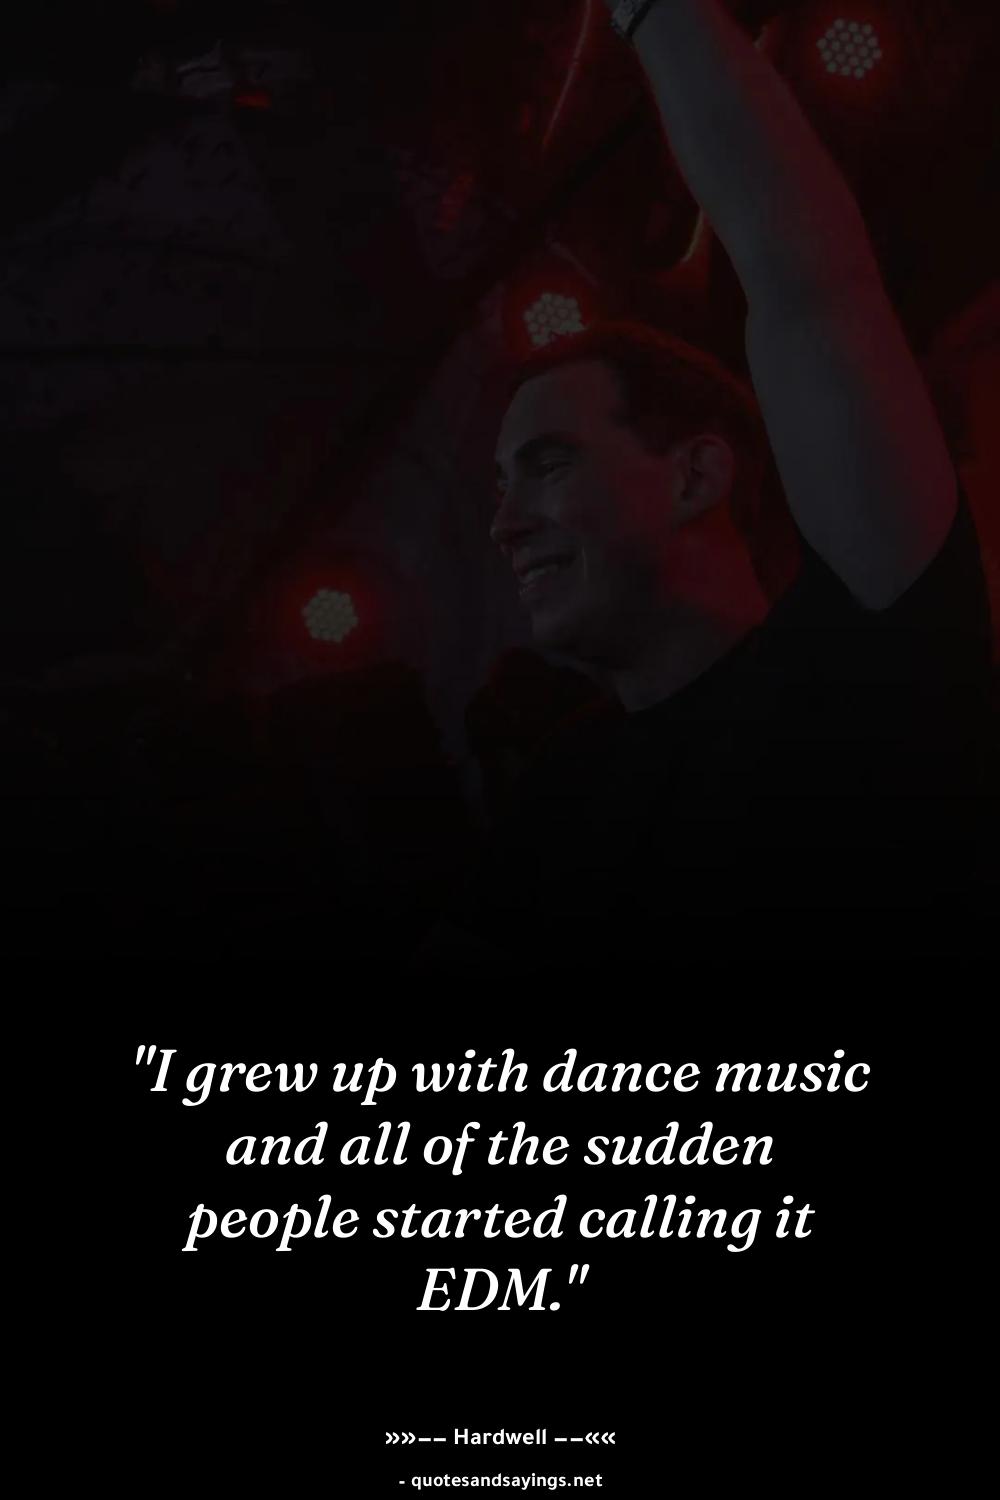 "I grew up with dance music
and all of the sudden
people started calling it
EDM."
»»−− Hardwell −−««
- quotesandsayings.net